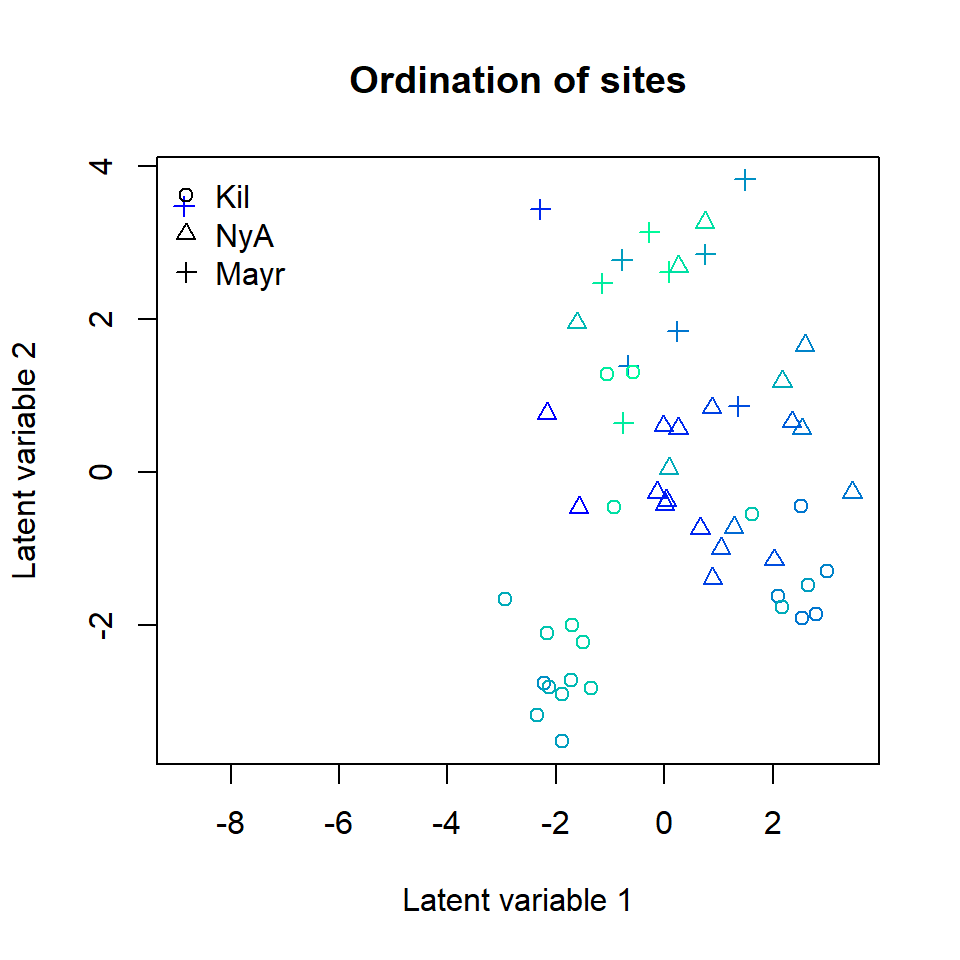 Ordination of sites
4
2
0
-2
Latent variable 2
Kil
NyA
Mayr
-8 -6 -4 -2 0 2
Latent variable 1